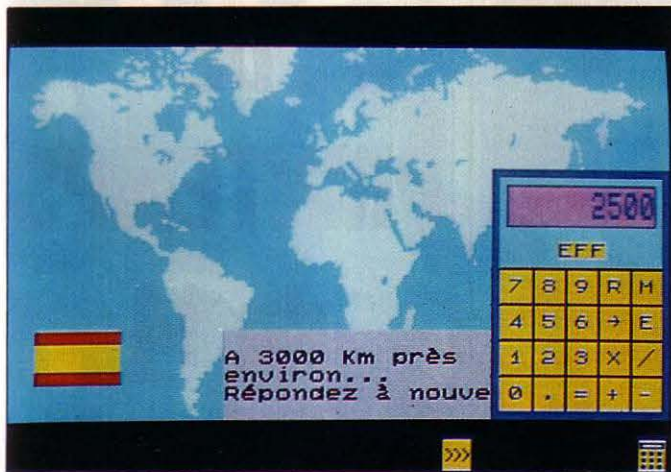 2500
EFF
7 8 9 R M
4 5 6 → E
1 2 3 X /
0 . = + -
A 3000 Km près
environ...
Répondez à nouve
>>>